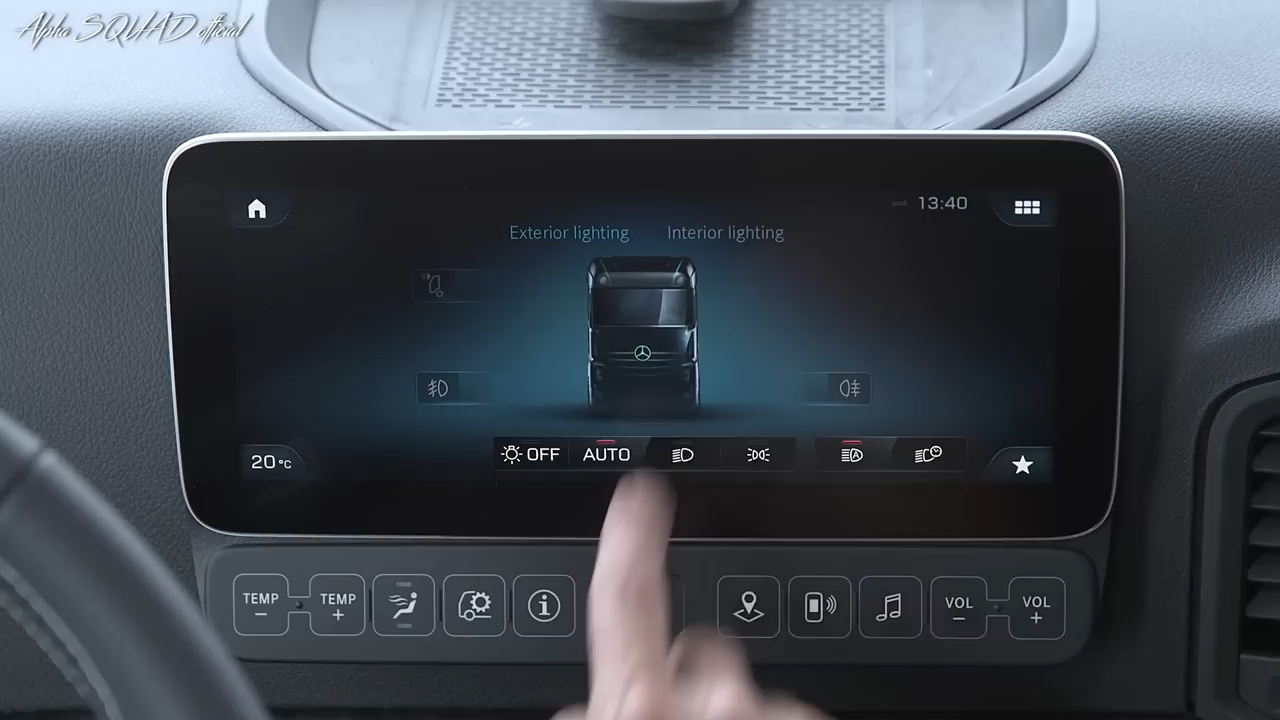 Alpha SQUAD official
13:40
Exterior lighting Interior lighting
20°C
OFF AUTO
TEMP − TEMP + VOL − VOL +